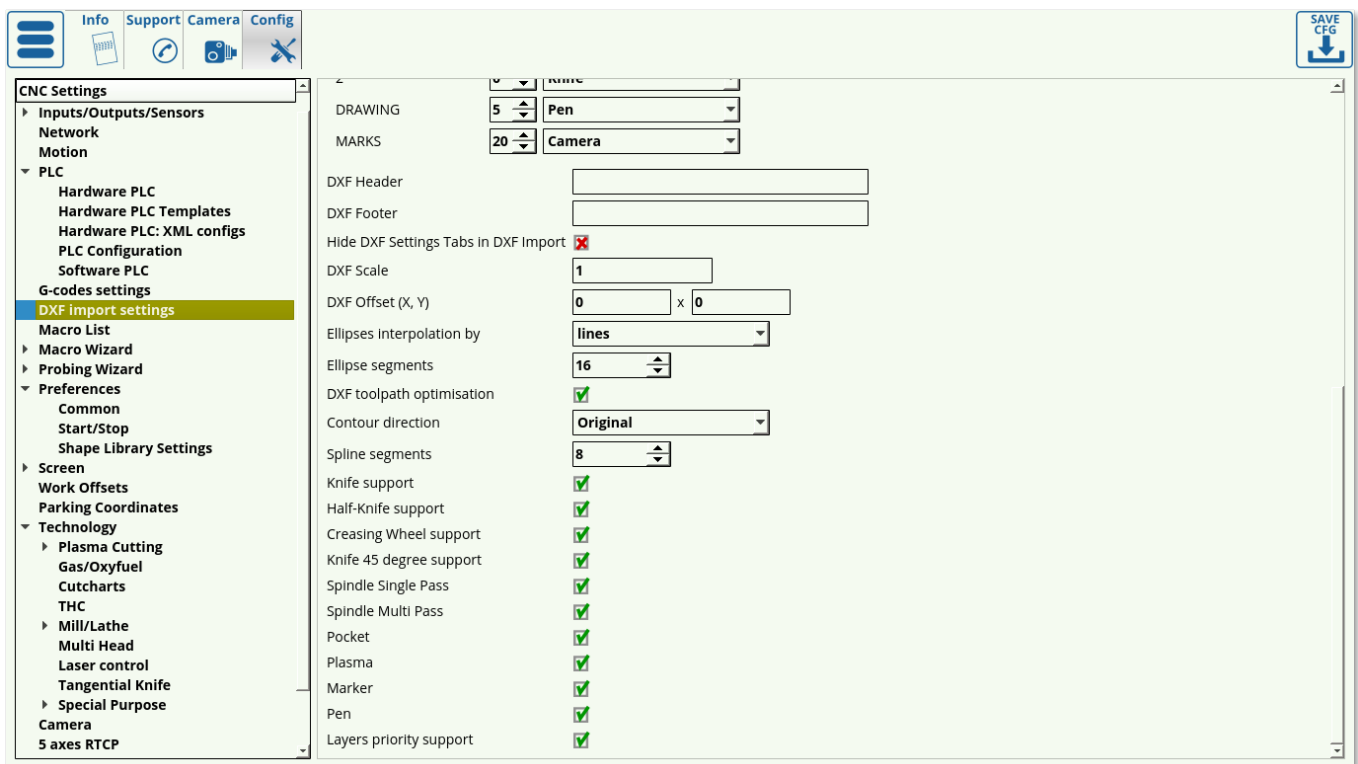 Info
Support
Camera
Config
SAVE
CFG
CNC Settings
Inputs/Outputs/Sensors
Network
Motion
PLC
Hardware PLC
Hardware PLC Templates
Hardware PLC: XML configs
PLC Configuration
Software PLC
G-codes settings
DXF import settings
Macro List
Macro Wizard
Probing Wizard
Preferences
Common
Start/Stop
Shape Library Settings
Screen
Work Offsets
Parking Coordinates
Technology
Plasma Cutting
Gas/Oxyfuel
Cutcharts
THC
Mill/Lathe
Multi Head
Laser control
Tangential Knife
Special Purpose
Camera
5 axes RTCP
DRAWING 5 Pen
MARKS 20 Camera
DXF Header
DXF Footer
Hide DXF Settings Tabs in DXF Import
DXF Scale 1
DXF Offset (X, Y) 0 x 0
Ellipses interpolation by lines
Ellipse segments 16
DXF toolpath optimisation
Contour direction Original
Spline segments 8
Knife support
Half-Knife support
Creasing Wheel support
Knife 45 degree support
Spindle Single Pass
Spindle Multi Pass
Pocket
Plasma
Marker
Pen
Layers priority support